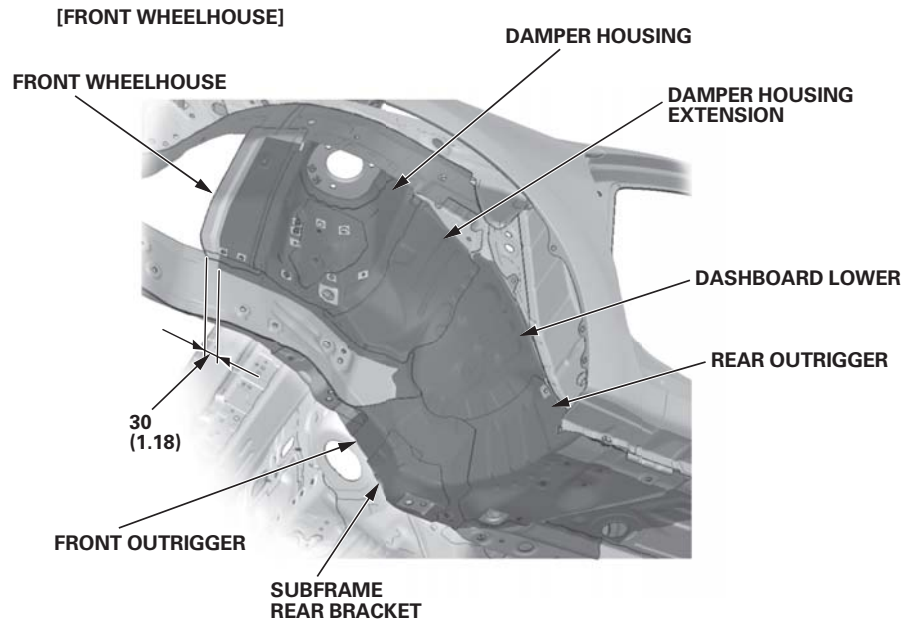 [FRONT WHEELHOUSE]
DAMPER HOUSING
FRONT WHEELHOUSE
DAMPER HOUSING
EXTENSION
DASHBOARD LOWER
REAR OUTRIGGER
30
(1.18)
FRONT OUTRIGGER
SUBFRAME
REAR BRACKET